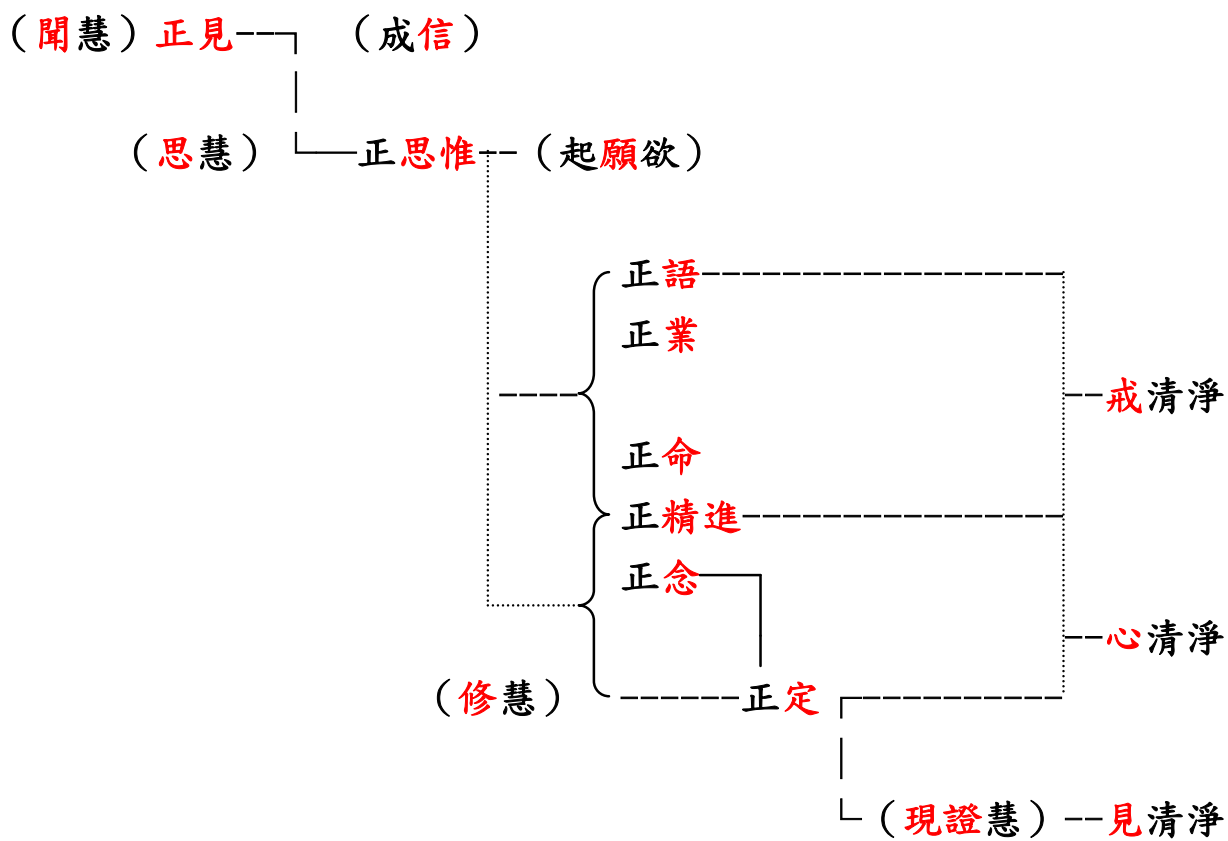 （聞慧）正見 （成信）
（思慧） 正思惟 （起願欲）
正語
正業
戒清淨
正命
正精進
正念
心清淨
（修慧） 正定
（現證慧） 見清淨